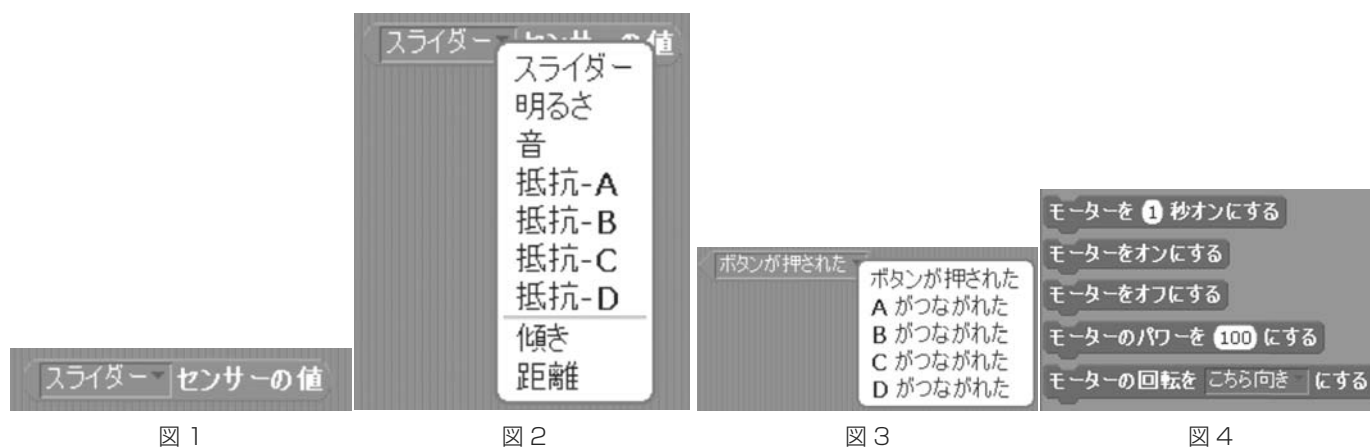 スライダー センサーの値
図1
スライダー センサーの値
スライダー
明るさ
音
抵抗-A
抵抗-B
抵抗-C
抵抗-D
傾き
距離
図2
ボタンが押された
ボタンが押された
A がつながれた
B がつながれた
C がつながれた
D がつながれた
図3
モーターを 1 秒オンにする
モーターをオンにする
モーターをオフにする
モーターのパワーを 100 にする
モーターの回転を こちら向き にする
図4